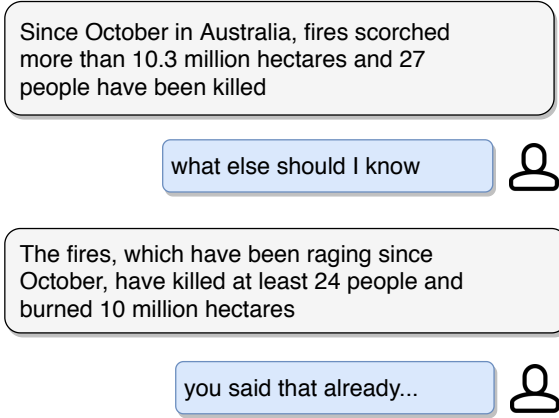 Since October in Australia, fires scorched
more than 10.3 million hectares and 27
people have been killed
what else should I know
The fires, which have been raging since
October, have killed at least 24 people and
burned 10 million hectares
you said that already...